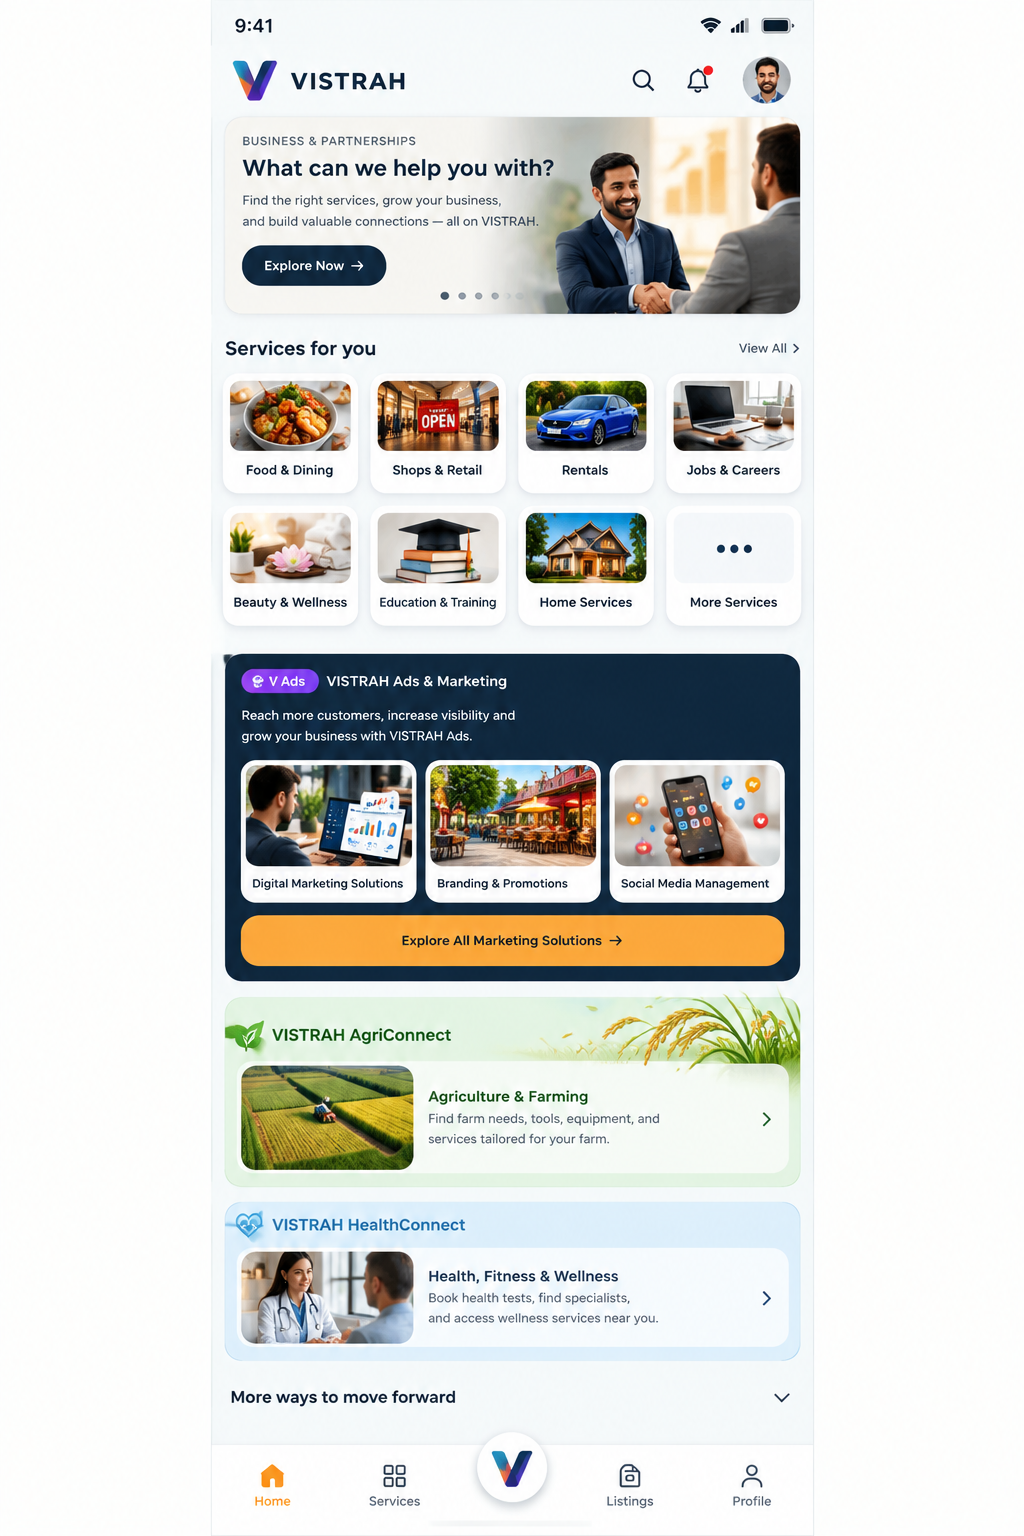 9:41
VISTRAH
BUSINESS & PARTNERSHIPS
What can we help you with?
Find the right services, grow your business,
and build valuable connections — all on VISTRAH.
Explore Now →
Services for you
View All >
OPEN
Food & Dining
Shops & Retail
Rentals
Jobs & Careers
Beauty & Wellness
Education & Training
Home Services
More Services
V Ads
VISTRAH Ads & Marketing
Reach more customers, increase visibility and
grow your business with VISTRAH Ads.
Digital Marketing Solutions
Branding & Promotions
Social Media Management
Explore All Marketing Solutions →
VISTRAH AgriConnect
Agriculture & Farming
Find farm needs, tools, equipment, and
services tailored for your farm.
VISTRAH HealthConnect
Health, Fitness & Wellness
Book health tests, find specialists,
and access wellness services near you.
More ways to move forward
Home
Services
V
Listings
Profile